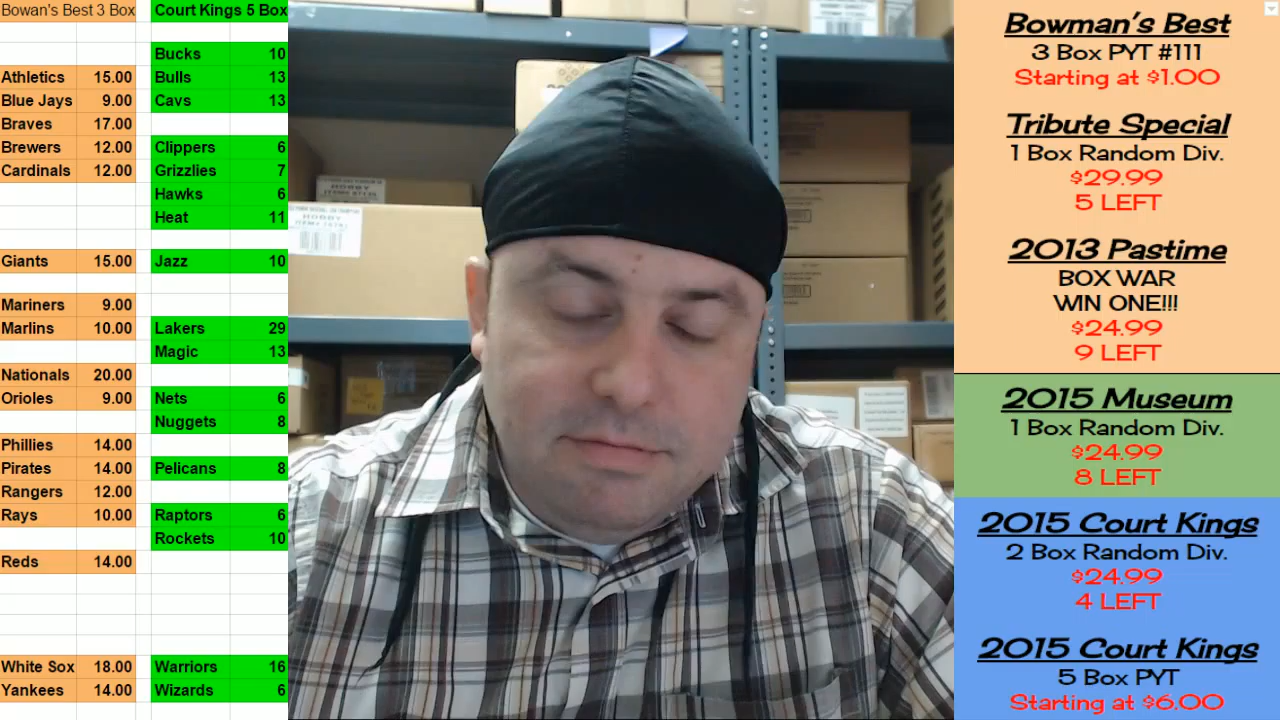 Bowan's Best 3 Box
Athletics 15.00
Blue Jays 9.00
Braves 17.00
Brewers 12.00
Cardinals 12.00
Giants 15.00
Mariners 9.00
Marlins 10.00
Nationals 20.00
Orioles 9.00
Phillies 14.00
Pirates 14.00
Rangers 12.00
Rays 10.00
Reds 14.00
White Sox 18.00
Yankees 14.00
Court Kings 5 Box
Bucks 10
Bulls 13
Cavs 13
Clippers 6
Grizzlies 7
Hawks 6
Heat 11
Jazz 10
Lakers 29
Magic 13
Nets 6
Nuggets 8
Pelicans 8
Raptors 6
Rockets 10
Warriors 16
Wizards 6
HOBBY
HOBBY
Bowman's Best
3 Box PYT #111
Starting at $1.00
Tribute Special
1 Box Random Div.
$29.99
5 LEFT
2013 Pastime
BOX WAR
WIN ONE!!!
$24.99
9 LEFT
2015 Museum
1 Box Random Div.
$24.99
8 LEFT
2015 Court Kings
2 Box Random Div.
$24.99
4 LEFT
2015 Court Kings
5 Box PYT
Starting at $6.00